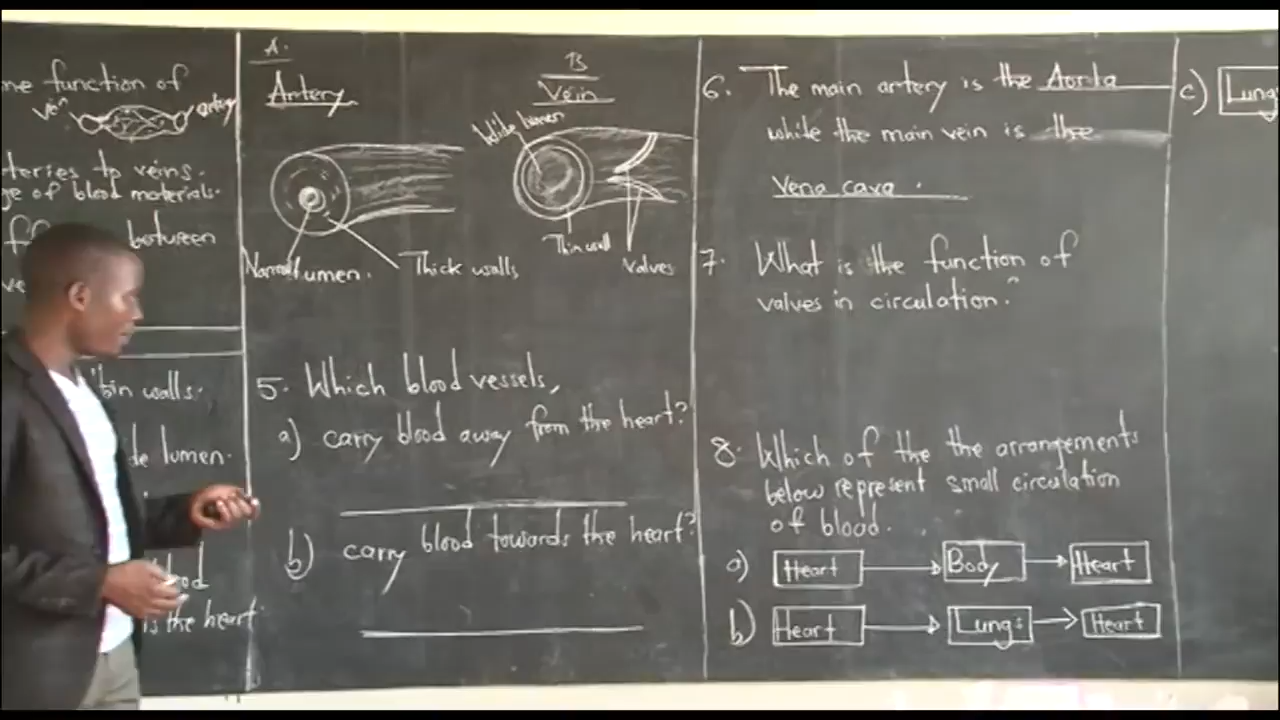 me function of
vein
artery
teries to veins.
ge of blood materials.
between
ve
thin walls.
de lumen.
blood
is the heart
A.
Artery
Lumen.
Thick walls
B
Vein
Wide lumen
Thin wall
valves
5. Which blood vessels,
a) carry blood away from the heart?
b) carry blood towards the heart?
6. The main artery is the Aorta
while the main vein is the
Vena cava.
7. What is the function of
valves in circulation?
8. Which of the the arrangements
below represent small circulation
of blood.
a) Heart → Body → Heart
b) Heart → Lungs → Heart
c) Lungs